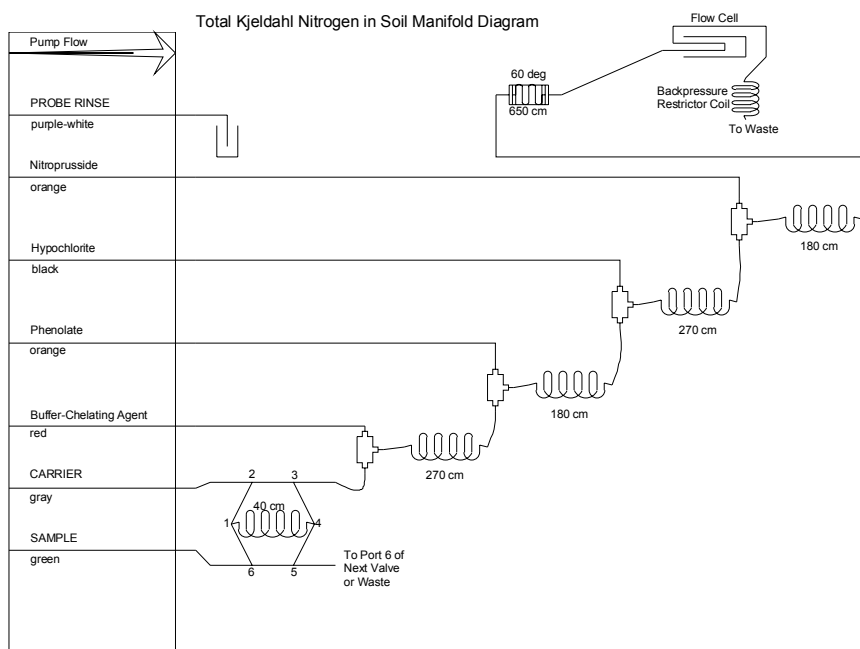 Total Kjeldahl Nitrogen in Soil Manifold Diagram
Pump Flow
Flow Cell
60 deg
650 cm
Backpressure
Restrictor Coil
To Waste
PROBE RINSE
purple-white
Nitroprusside
orange
180 cm
Hypochlorite
black
270 cm
Phenolate
orange
180 cm
Buffer-Chelating Agent
red
270 cm
CARRIER
gray
2
3
40 cm
1
4
SAMPLE
green
6
5
To Port 6 of
Next Valve
or Waste